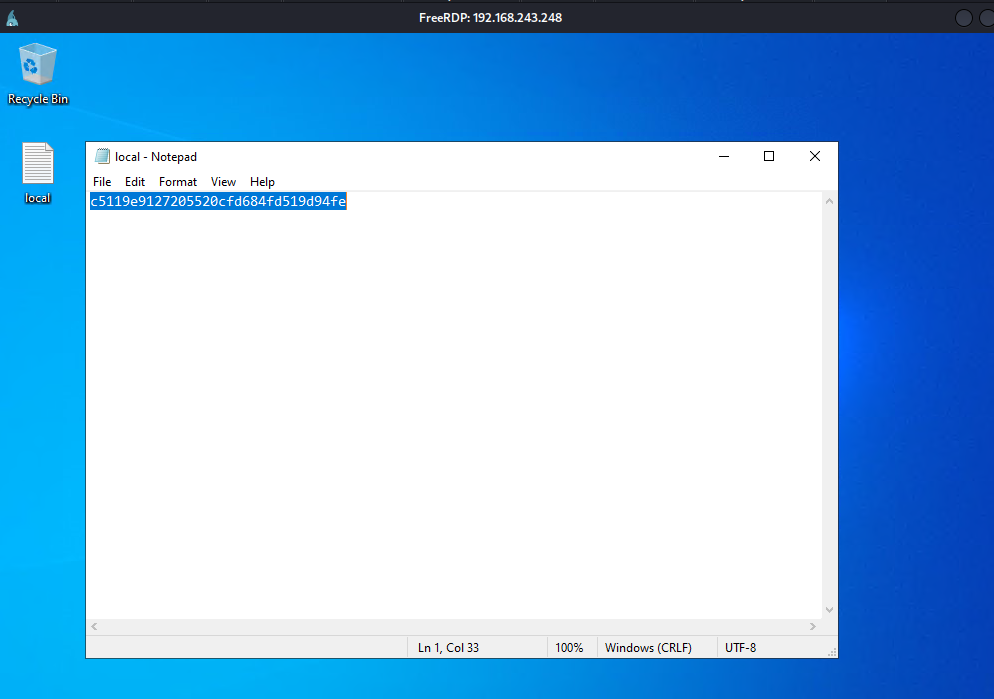 FreeRDP: 192.168.243.248
Recycle Bin
local
local - Notepad
File Edit Format View Help
c5119e9127205520cfd684fd519d94fe
Ln 1, Col 33 100% Windows (CRLF) UTF-8